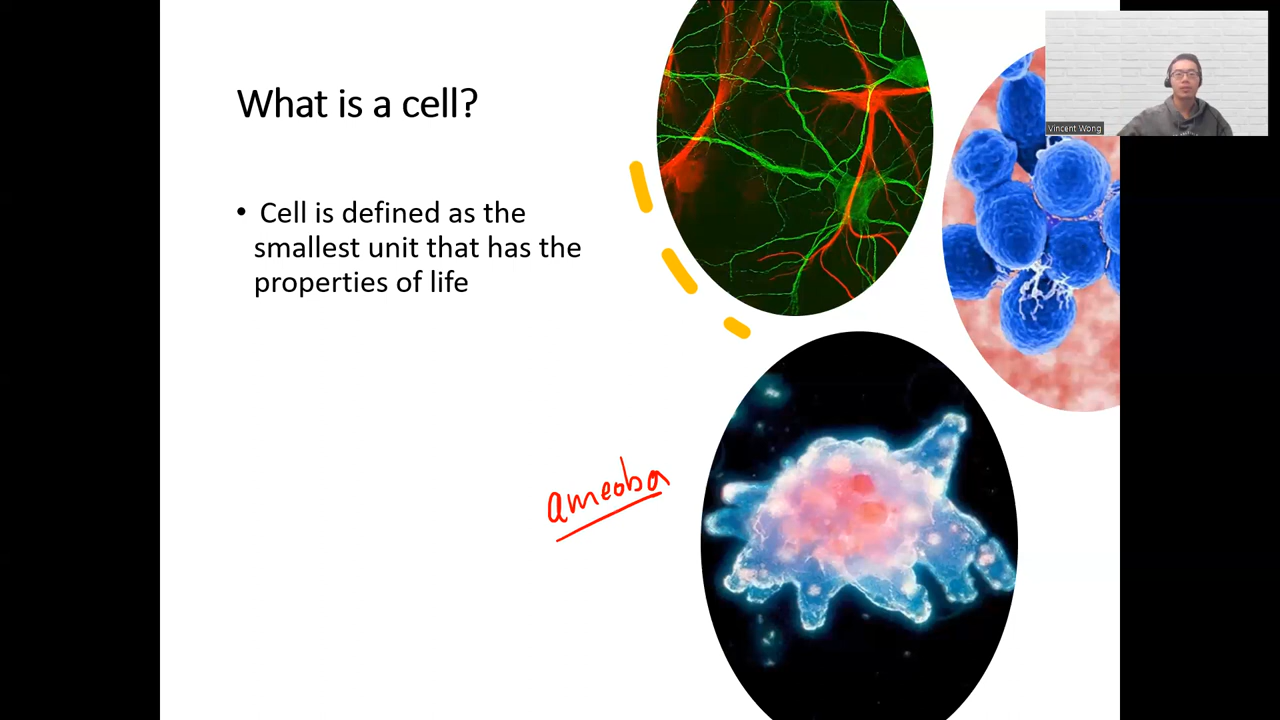 What is a cell?
• Cell is defined as the
smallest unit that has the
properties of life
ameoba
Vincent Wong